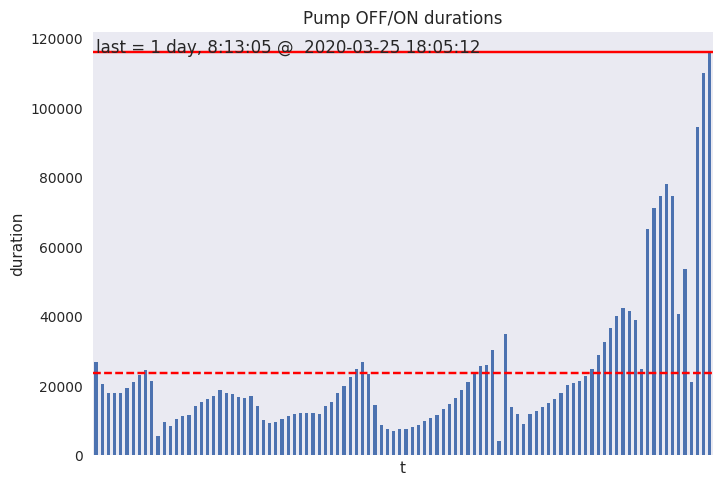 Pump OFF/ON durations
last = 1 day, 8:13:05 @  2020-03-25 18:05:12
120000
100000
80000
60000
40000
20000
0
duration
t